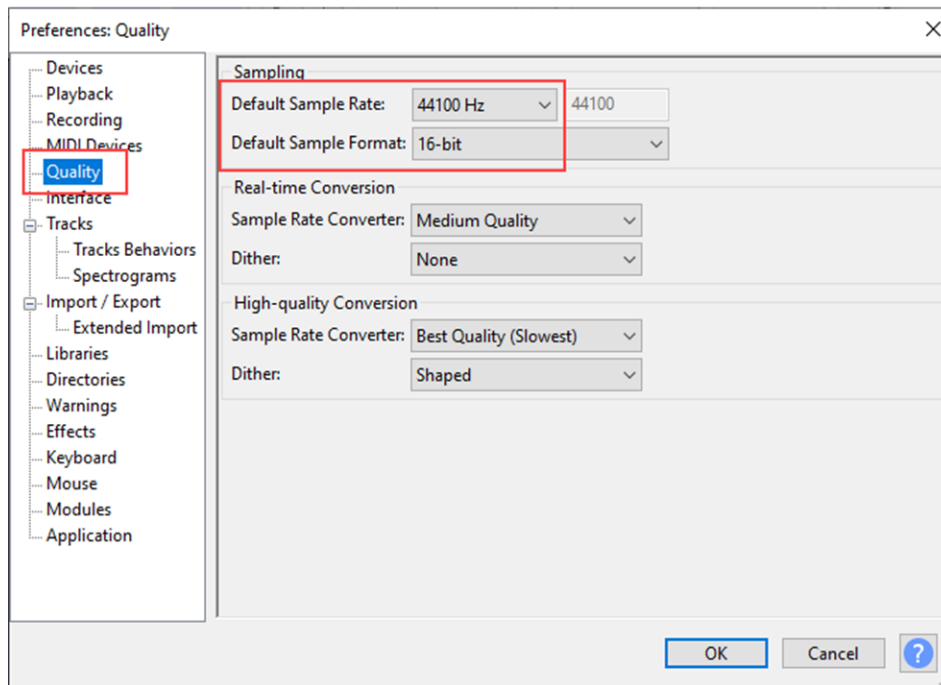 Preferences: Quality
Devices
Playback
Recording
MIDI Devices
Quality
Interface
Tracks
Tracks Behaviors
Spectrograms
Import / Export
Extended Import
Libraries
Directories
Warnings
Effects
Keyboard
Mouse
Modules
Application
Sampling
Default Sample Rate: 44100 Hz 44100
Default Sample Format: 16-bit
Real-time Conversion
Sample Rate Converter: Medium Quality
Dither: None
High-quality Conversion
Sample Rate Converter: Best Quality (Slowest)
Dither: Shaped
OK Cancel ?